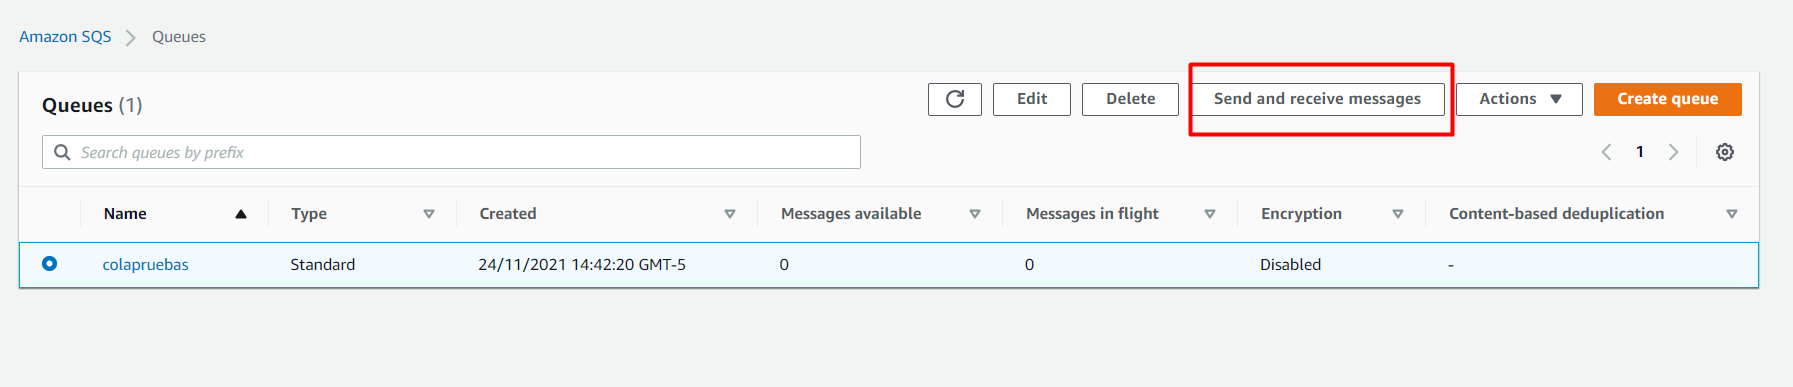 Amazon SQS > Queues
Queues (1) Edit Delete Send and receive messages Actions Create queue
Search queues by prefix 1
Name Type Created Messages available Messages in flight Encryption Content-based deduplication
colapruebas Standard 24/11/2021 14:42:20 GMT-5 0 0 Disabled -